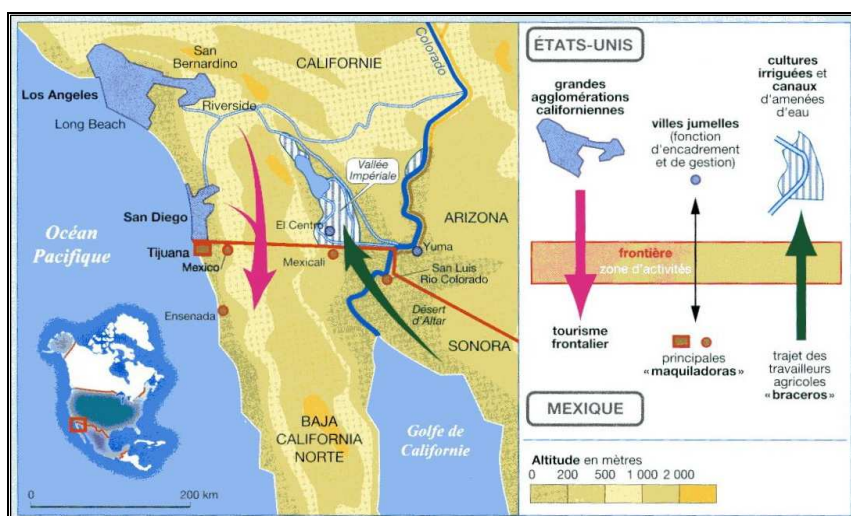 San
Bernardino
CALIFORNIE
Colorado
Los Angeles
Riverside
Long Beach
Vallée
Impériale
San Diego
El Centro
ARIZONA
Océan
Pacifique
Tijuana
Mexico
Mexicali
Yuma
San Luis
Rio Colorado
Ensenada
Désert
d'Altar
SONORA
BAJA
CALIFORNIA
NORTE
Golfe de
Californie
0 200 km
ÉTATS-UNIS
grandes
agglomérations
californiennes
villes jumelles
(fonction
d'encadrement
et de gestion)
cultures
irriguées et
canaux
d'amenées
d'eau
frontière
zone d'activités
tourisme
frontalier
principales
«maquiladoras»
trajet des
travailleurs
agricoles
«braceros»
MEXIQUE
Altitude en mètres
0 200 500 1 000 2 000